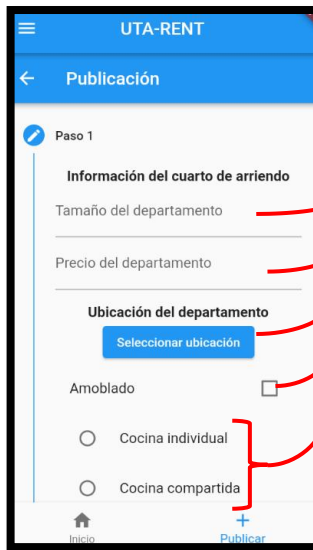 UTA-RENT
Publicación
Paso 1
Información del cuarto de arriendo
Tamaño del departamento
Precio del departamento
Ubicación del departamento
Seleccionar ubicación
Amoblado
Cocina individual
Cocina compartida
Inicio Publicar